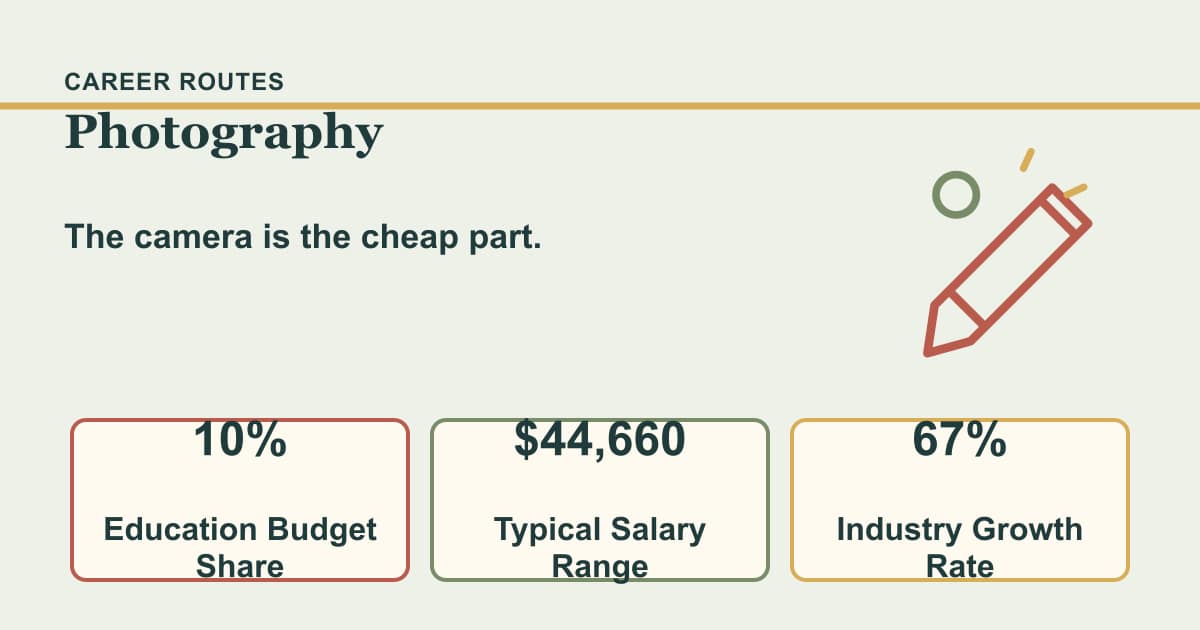 CAREER ROUTES
Photography
The camera is the cheap part.
10%
Education Budget
Share
$44,660
Typical Salary
Range
67%
Industry Growth
Rate